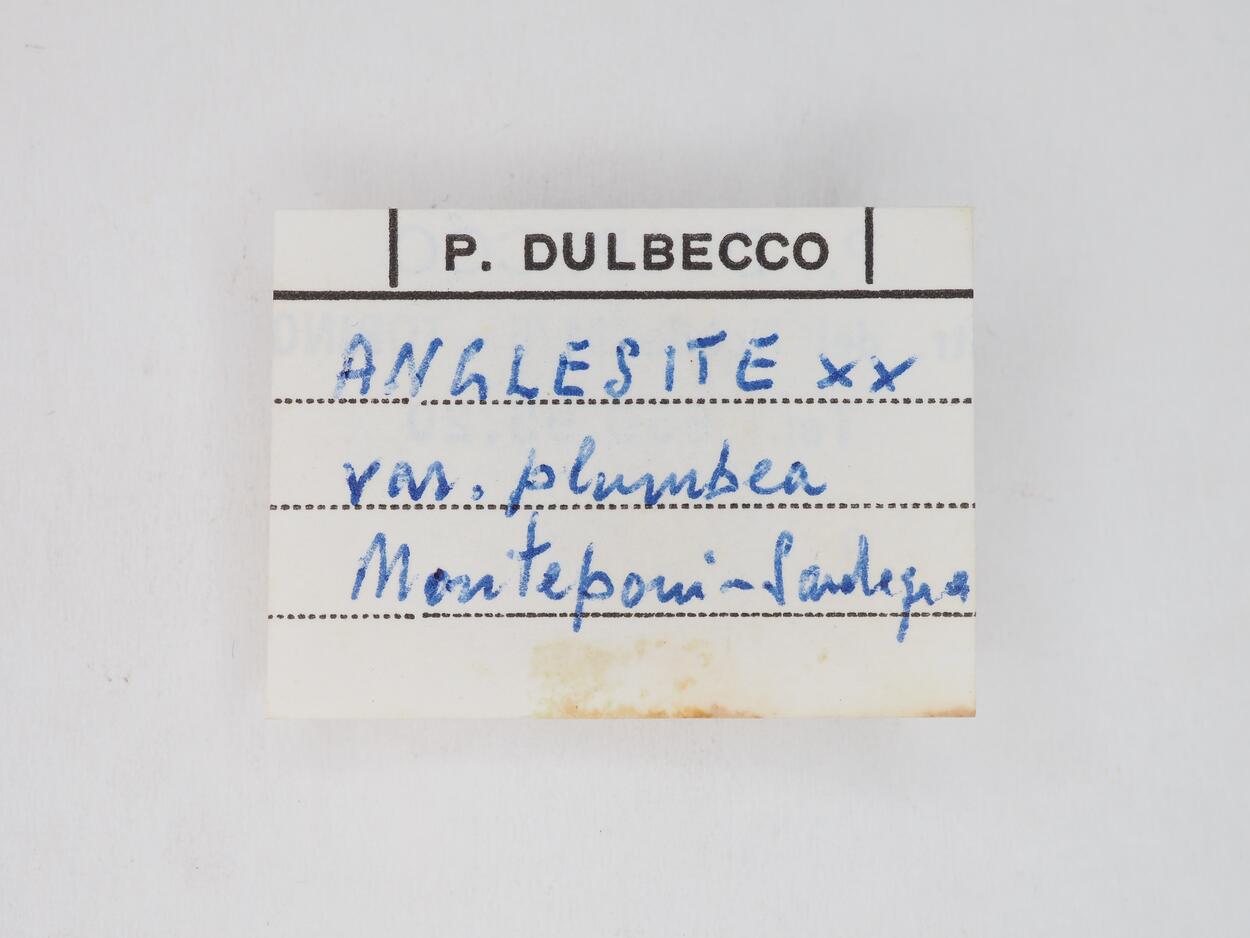 P. DULBECCO
ANGLESITE xx
var. plumbea
Monteponi - Sardegna